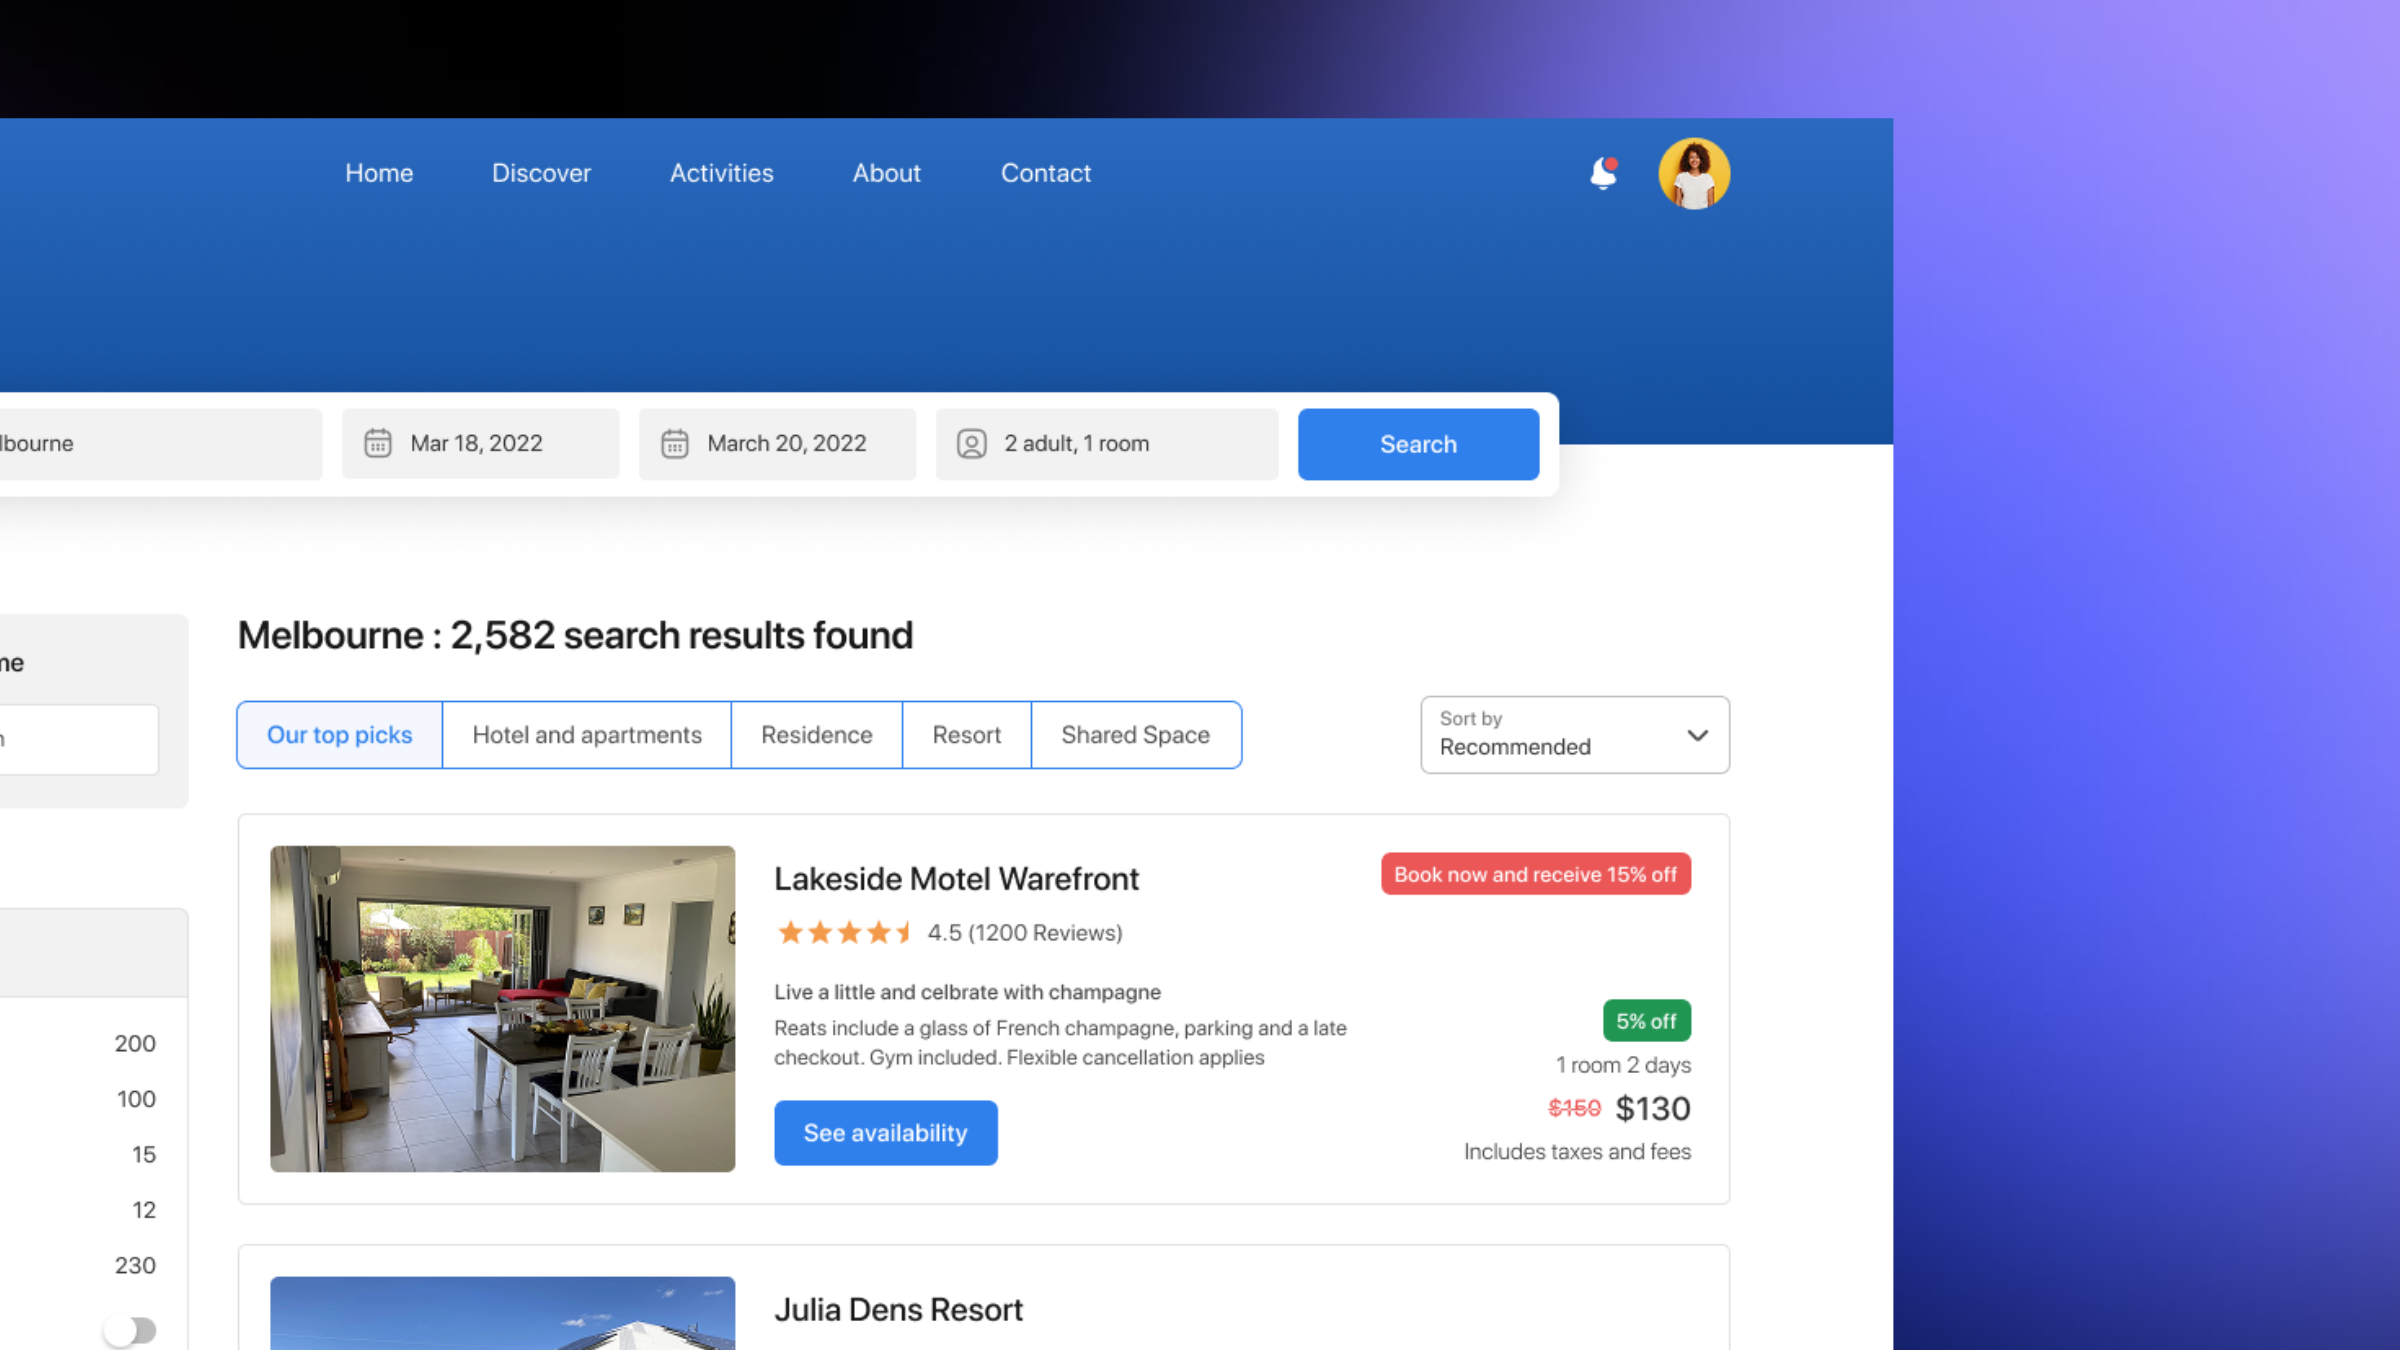 Home Discover Activities About Contact
lbourne Mar 18, 2022 March 20, 2022 2 adult, 1 room Search
Melbourne : 2,582 search results found
me
Our top picks Hotel and apartments Residence Resort Shared Space
Sort by
Recommended
Lakeside Motel Warefront
Book now and receive 15% off
4.5 (1200 Reviews)
Live a little and celbrate with champagne
Reats include a glass of French champagne, parking and a late
checkout. Gym included. Flexible cancellation applies
5% off
1 room 2 days
$150 $130
Includes taxes and fees
See availability
200
100
15
12
230
Julia Dens Resort